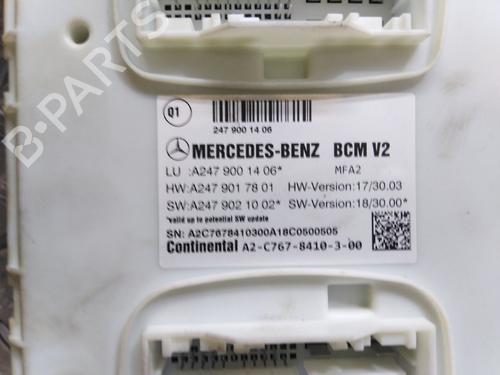 Q1
247 900 14 06
MERCEDES-BENZ BCM V2
LU :A247 900 14 06* MFA2
HW:A247 901 78 01 HW-Version:17/30.03
SW:A247 902 10 02* SW-Version:18/30.00*
*valid up to potential SW update
SN: A2C7678410300A18C0500505
Continental A2-C767-8410-3-00
B-PARTS